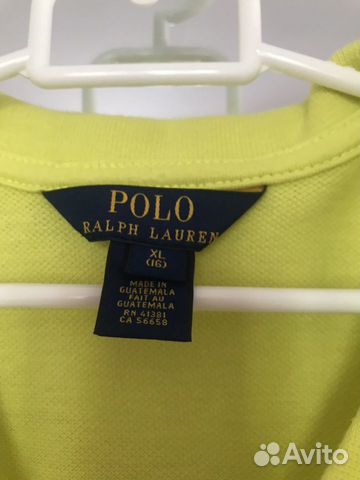 POLO
RALPH LAUREN
XL
(16)
MADE IN
GUATEMALA
FAIT AU
GUATEMALA
RN 41381
CA 56658
Avito